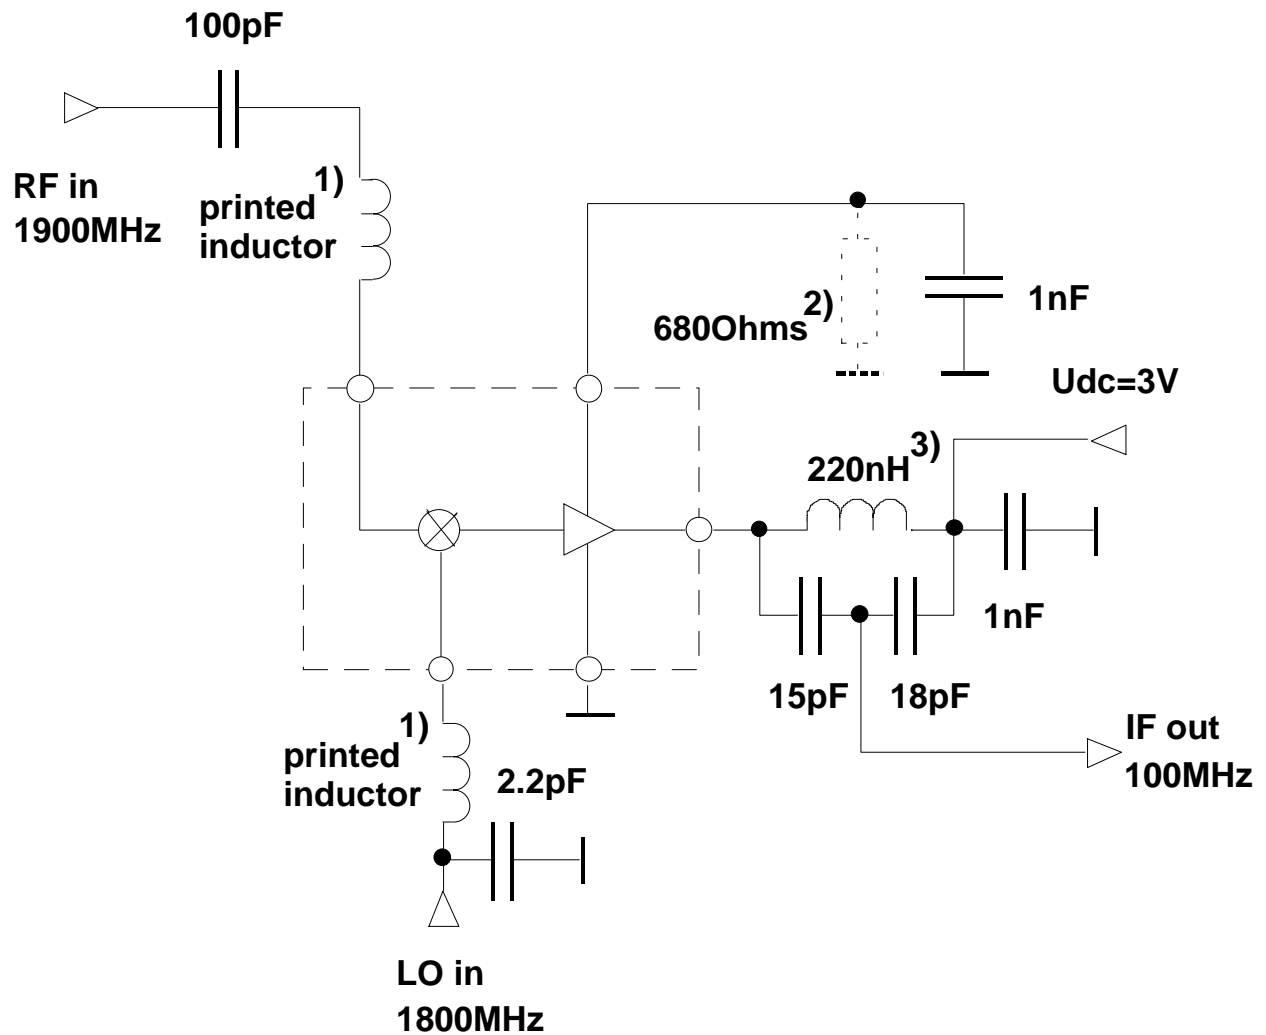 100pF
RF in
1900MHz
printed 1)
inductor
680Ohms 2)
1nF
Udc=3V
220nH 3)
1nF
15pF
18pF
printed 1)
inductor
2.2pF
IF out
100MHz
LO in
1800MHz